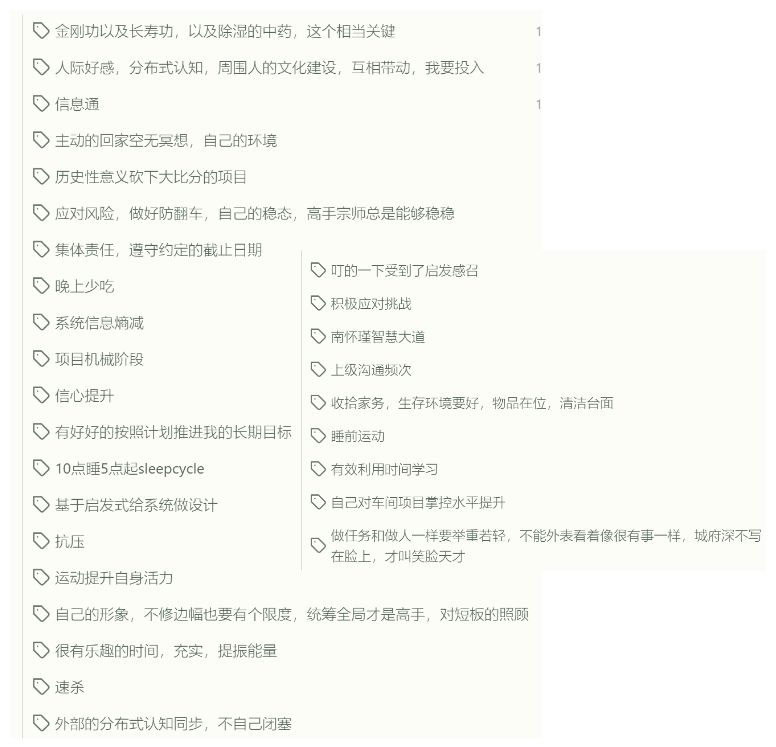 金刚功以及长寿功，以及除湿的中药，这个相当关键 1
人际好感，分布式认知，周围人的文化建设，互相带动，我要投入 1
信息通 1
主动的回家空无冥想，自己的环境
历史性意义砍下大比分的项目
应对风险，做好防翻车，自己的稳态，高手宗师总是能够稳稳
集体责任，遵守约定的截止日期
晚上少吃
系统信息熵减
项目机械阶段
信心提升
有好好的按照计划推进我的长期目标
10点睡5点起sleepcycle
基于启发式给系统做设计
抗压
运动提升自身活力
自己的形象，不修边幅也要有个限度，统筹全局才是高手，对短板的照顾
很有乐趣的时间，充实，提振能量
速杀
外部的分布式认知同步，不自己闭塞
叮的一下受到了启发感召
积极应对挑战
南怀瑾智慧大道
上级沟通频次
收拾家务，生存环境要好，物品在位，清洁台面
睡前运动
有效利用时间学习
自己对车间项目掌控水平提升
做任务和做人一样要举重若轻，不能外表看着像很有事一样，城府深不写
在脸上，才叫笑脸天才